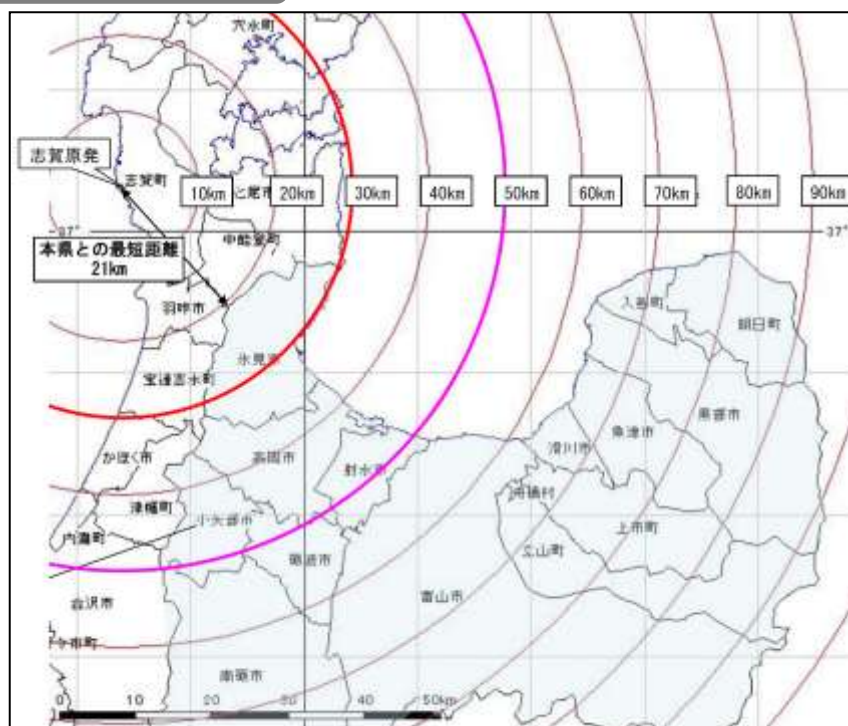 穴水町
志賀原発
志賀町
10km
七尾市
20km
30km
40km
50km
60km
70km
80km
90km
37°
37°
本県との最短距離
21km
中能登町
羽咋市
氷見市
宝達志水町
入善町
朝日町
黒部市
魚津市
滑川市
かほく市
高岡市
射水市
舟橋村
津幡町
小矢部市
上市町
内灘町
砺波市
立山町
富山市
金沢市
々市町
南砺市
0
10
20
30
40
50km